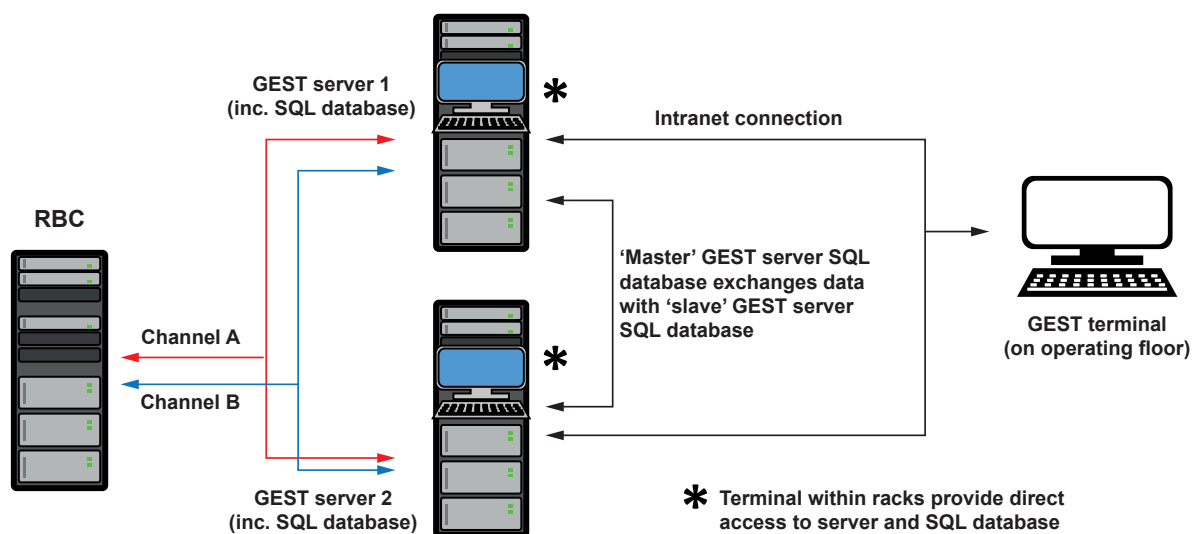 GEST server 1
(inc. SQL database)
*
Intranet connection
RBC
‘Master’ GEST server SQL
database exchanges data
with ‘slave’ GEST server
SQL database
GEST terminal
(on operating floor)
Channel A
Channel B
*
GEST server 2
(inc. SQL database)
* Terminal within racks provide direct
access to server and SQL database